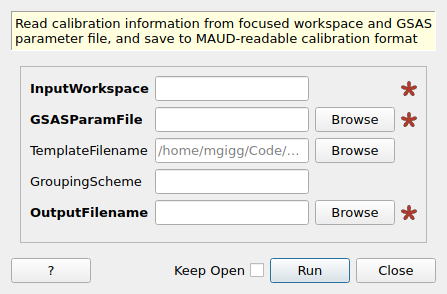 Read calibration information from focused workspace and GSAS
parameter file, and save to MAUD-readable calibration format
InputWorkspace
GSASParamFile Browse
TemplateFilename /home/mgigg/Code/... Browse
GroupingScheme
OutputFilename Browse
? Keep Open Run Close